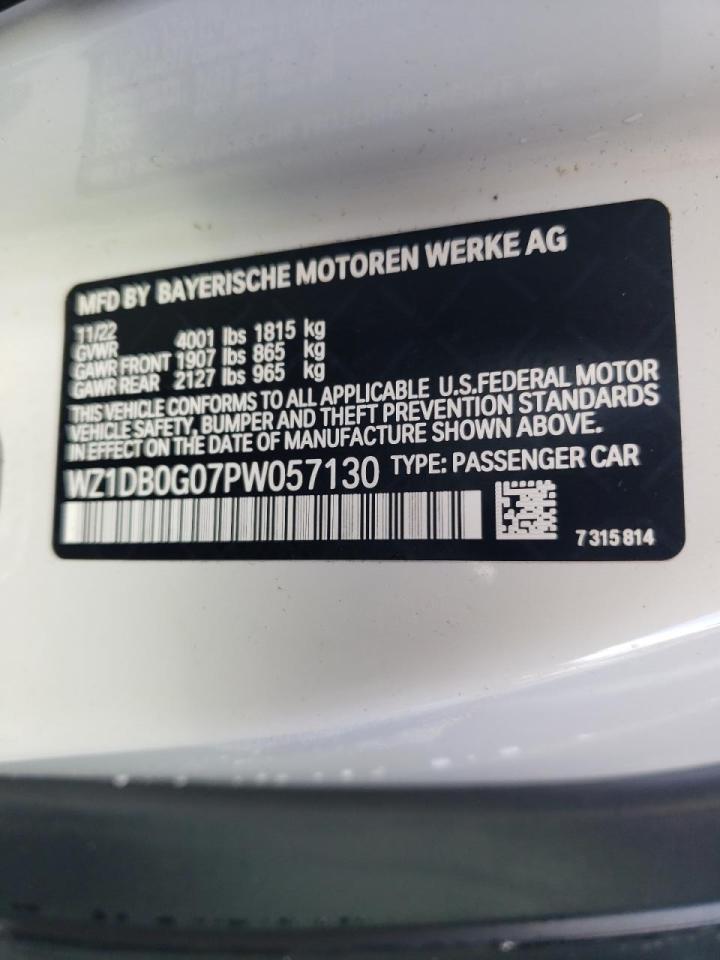 MFD BY BAYERISCHE MOTOREN WERKE AG
11/22
GVWR 4001 lbs 1815 kg
GAWR FRONT 1907 lbs 865 kg
GAWR REAR 2127 lbs 965 kg
THIS VEHICLE CONFORMS TO ALL APPLICABLE U.S.FEDERAL MOTOR
VEHICLE SAFETY, BUMPER AND THEFT PREVENTION STANDARDS
IN EFFECT ON THE DATE OF MANUFACTURE SHOWN ABOVE.
WZ1DB0G07PW057130 TYPE: PASSENGER CAR
7 315 814